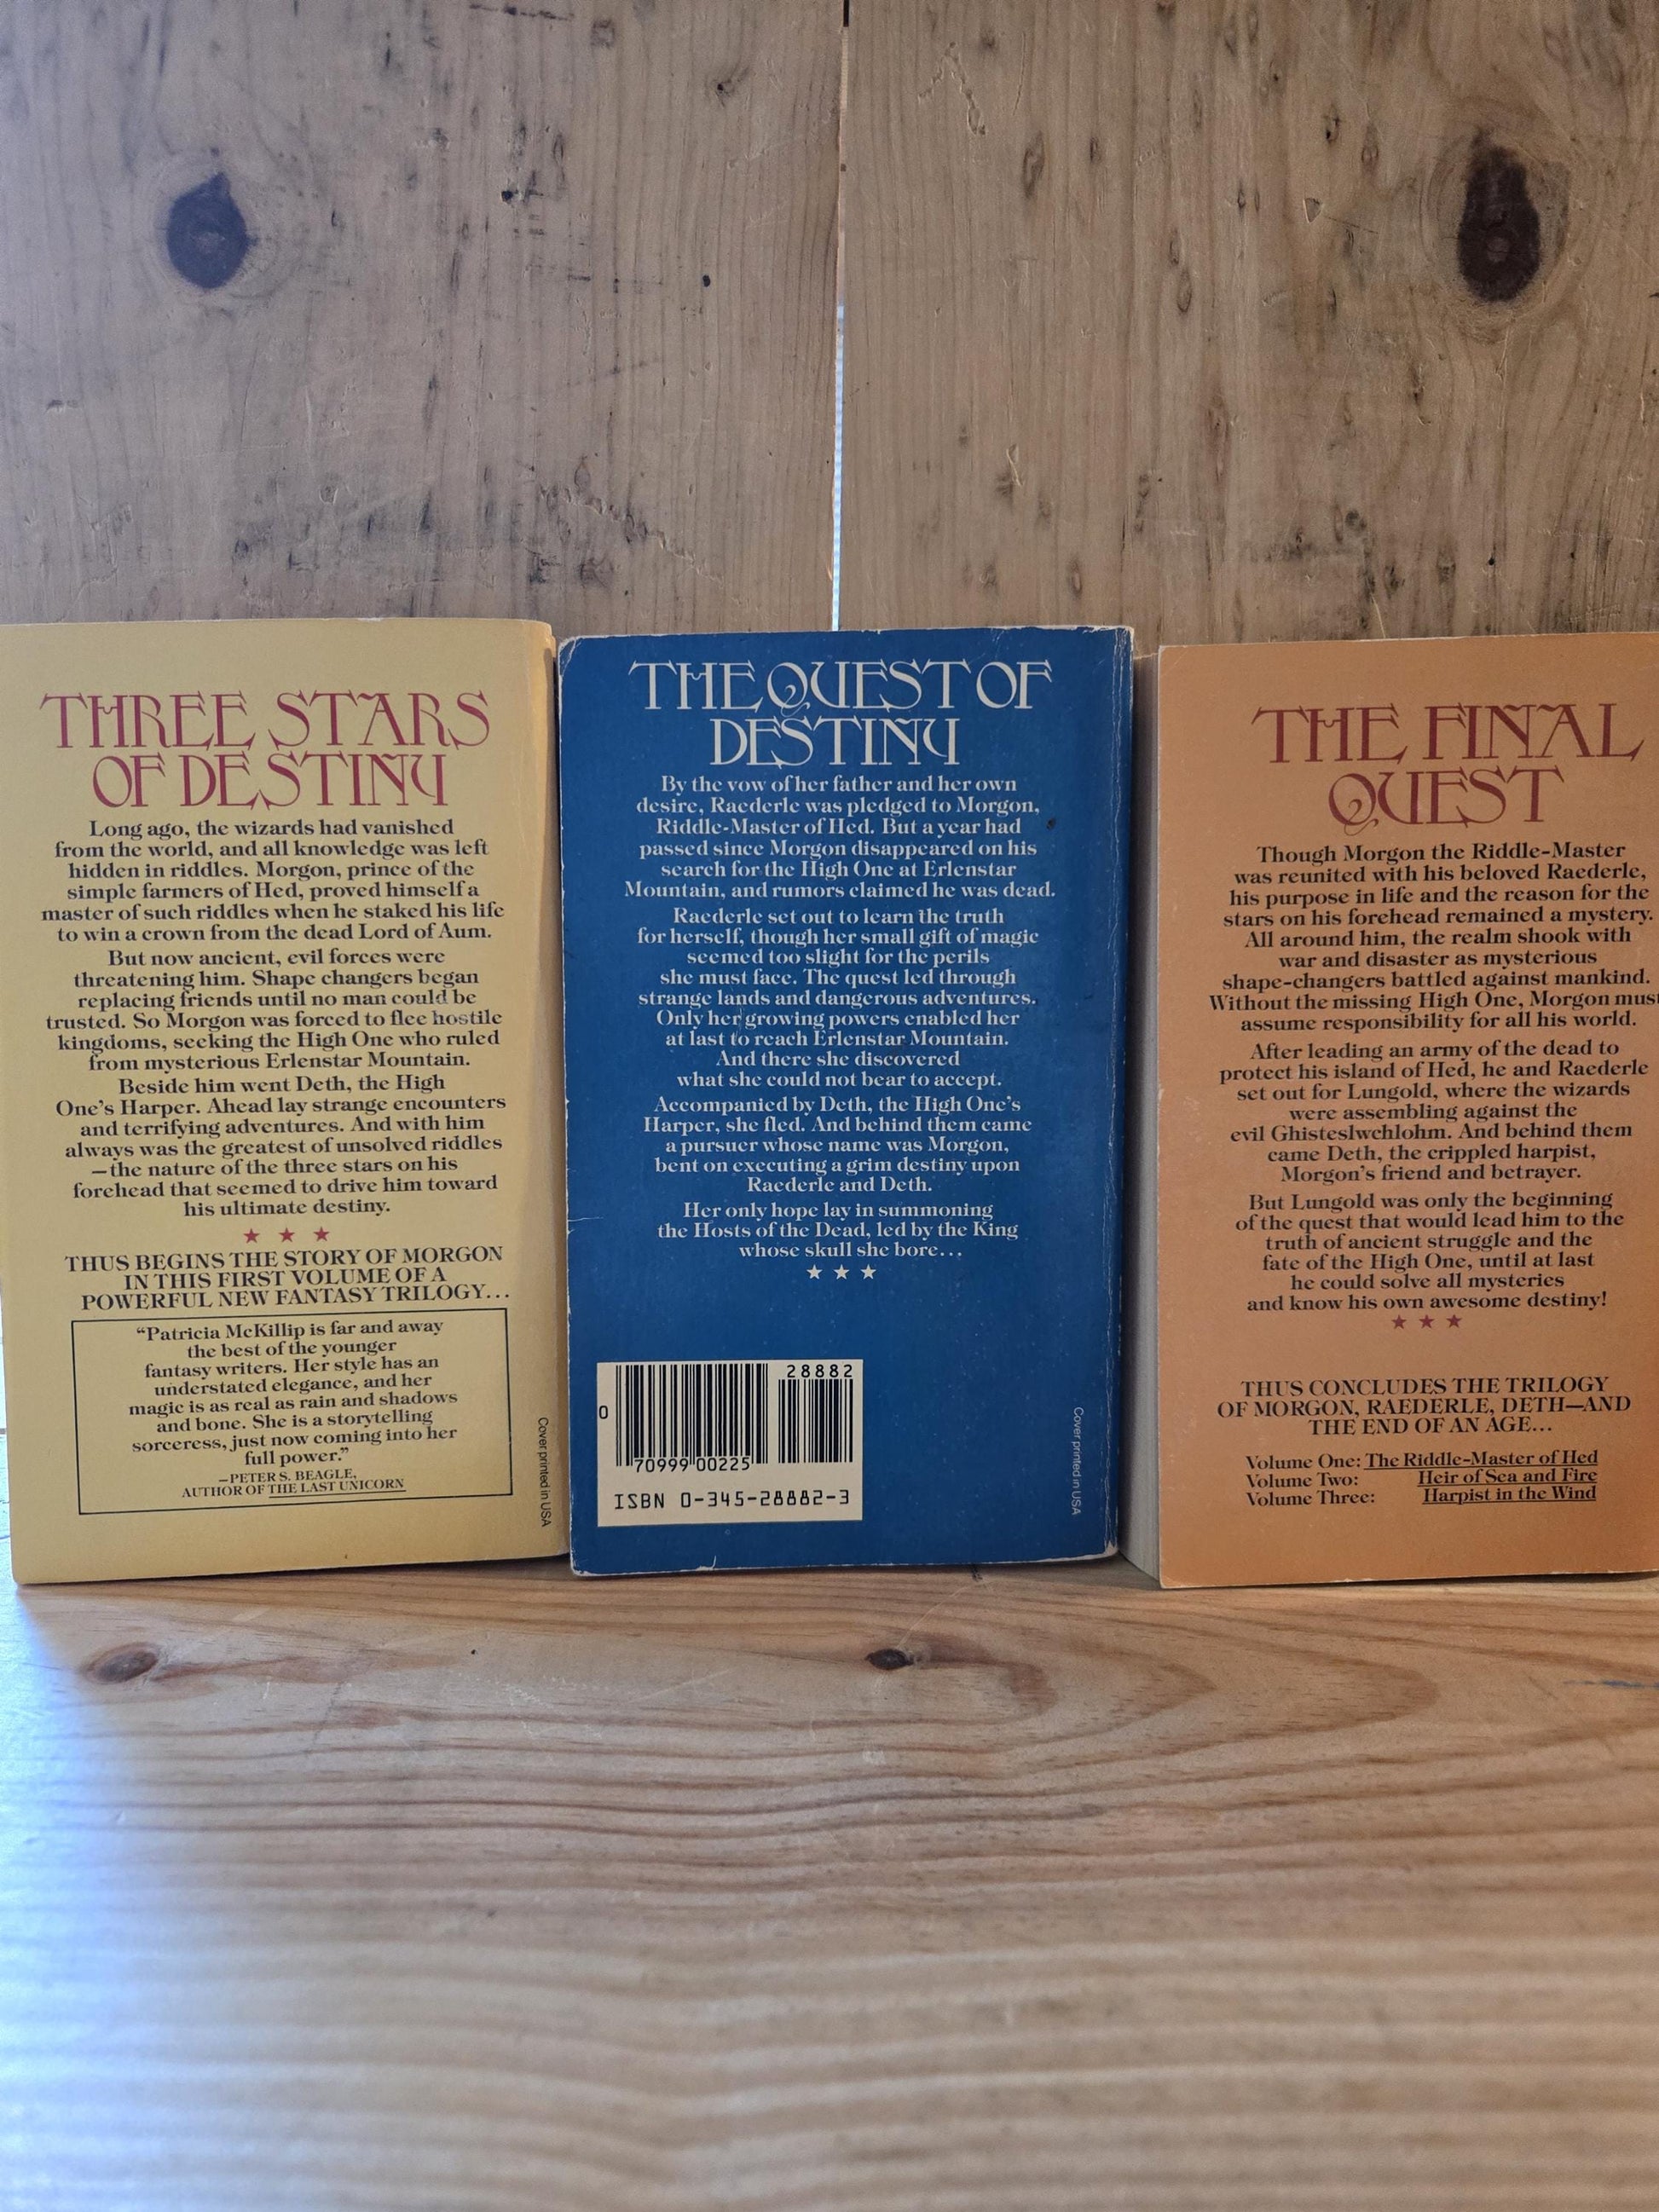 THREE STARS
OF DESTINY
Long ago, the wizards had vanished
from the world, and all knowledge was left
hidden in riddles. Morgon, prince of the
simple farmers of Hed, proved himself a
master of such riddles when he staked his life
to win a crown from the dead Lord of Aum.
But now ancient, evil forces were
threatening him. Shape changers began
replacing friends until no man could be
trusted. So Morgon was forced to flee hostile
kingdoms, seeking the High One who ruled
from mysterious Erlenstar Mountain.
Beside him went Deth, the High
One's Harper. Ahead lay strange encounters
and terrifying adventures. And with him
always was the greatest of unsolved riddles
—the nature of the three stars on his
forehead that seemed to drive him toward
his ultimate destiny.
★ ★ ★
THUS BEGINS THE STORY OF MORGON
IN THIS FIRST VOLUME OF A
POWERFUL NEW FANTASY TRILOGY...
"Patricia McKillip is far and away
the best of the younger
fantasy writers. Her style has an
understated elegance, and her
magic is as real as rain and shadows
and bone. She is a storytelling
sorceress, just now coming into her
full power."
—PETER S. BEAGLE,
AUTHOR OF THE LAST UNICORN
Cover printed in USA
THE QUEST OF
DESTINY
By the vow of her father and her own
desire, Raederle was pledged to Morgon,
Riddle-Master of Hed. But a year had
passed since Morgon disappeared on his
search for the High One at Erlenstar
Mountain, and rumors claimed he was dead.
Raederle set out to learn the truth
for herself, though her small gift of magic
seemed too slight for the perils
she must face. The quest led through
strange lands and dangerous adventures.
Only her growing powers enabled her
at last to reach Erlenstar Mountain.
And there she discovered
what she could not bear to accept.
Accompanied by Deth, the High One's
Harper, she fled. And behind them came
a pursuer whose name was Morgon,
bent on executing a grim destiny upon
Raederle and Deth.
Her only hope lay in summoning
the Hosts of the Dead, led by the King
whose skull she bore...
★ ★ ★
28882
0
70999 00225
ISBN 0-345-28882-3
Cover printed in USA
THE FINAL
QUEST
Though Morgon the Riddle-Master
was reunited with his beloved Raederle,
his purpose in life and the reason for the
stars on his forehead remained a mystery.
All around him, the realm shook with
war and disaster as mysterious
shape-changers battled against mankind.
Without the missing High One, Morgon must
assume responsibility for all his world.
After leading an army of the dead to
protect his island of Hed, he and Raederle
set out for Lungold, where the wizards
were assembling against the
evil Ghisteslwchlohm. And behind them
came Deth, the crippled harpist,
Morgon's friend and betrayer.
But Lungold was only the beginning
of the quest that would lead him to the
truth of ancient struggle and the
fate of the High One, until at last
he could solve all mysteries
and know his own awesome destiny!
★ ★ ★
THUS CONCLUDES THE TRILOGY
OF MORGON, RAEDERLE, DETH—AND
THE END OF AN AGE...
Volume One: The Riddle-Master of Hed
Volume Two: Heir of Sea and Fire
Volume Three: Harpist in the Wind